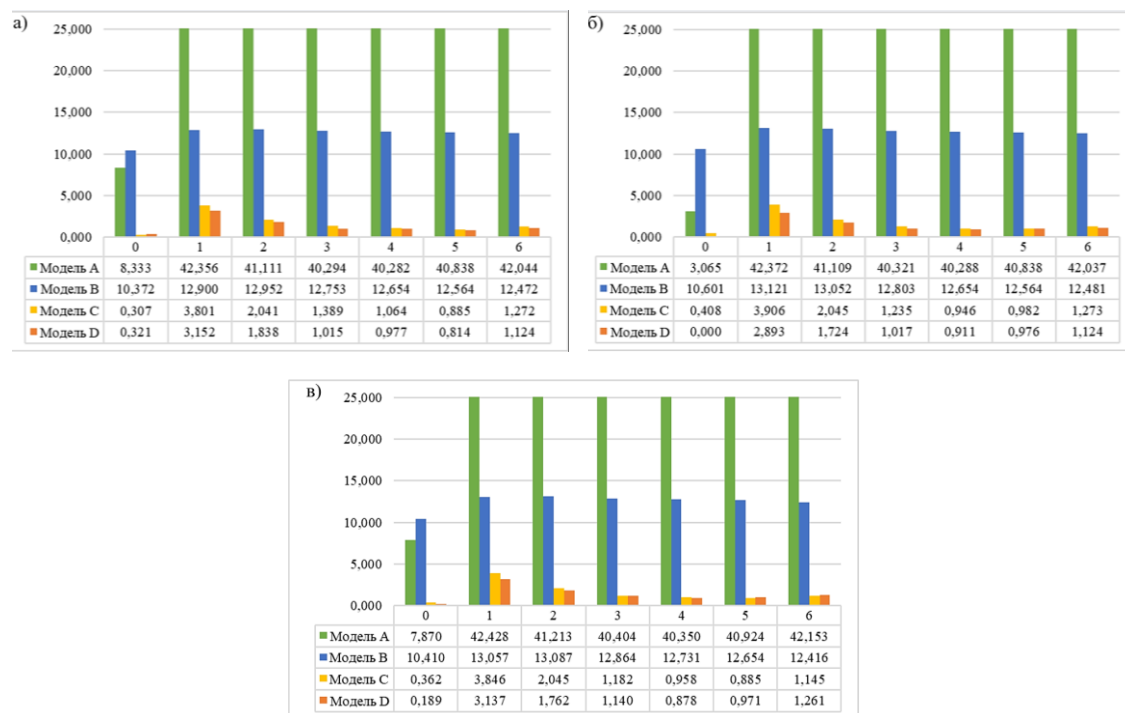 а)
25,000
20,000
15,000
10,000
5,000
0,000
0 1 2 3 4 5 6
Модель A 8,333 42,356 41,111 40,294 40,282 40,838 42,044
Модель B 10,372 12,900 12,952 12,753 12,654 12,564 12,472
Модель C 0,307 3,801 2,041 1,389 1,064 0,885 1,272
Модель D 0,321 3,152 1,838 1,015 0,977 0,814 1,124
б)
25,000
20,000
15,000
10,000
5,000
0,000
0 1 2 3 4 5 6
Модель A 3,065 42,372 41,109 40,321 40,288 40,838 42,037
Модель B 10,601 13,121 13,052 12,803 12,654 12,564 12,481
Модель C 0,408 3,906 2,045 1,235 0,946 0,982 1,273
Модель D 0,000 2,893 1,724 1,017 0,911 0,976 1,124
в)
25,000
20,000
15,000
10,000
5,000
0,000
0 1 2 3 4 5 6
Модель A 7,870 42,428 41,213 40,404 40,350 40,924 42,153
Модель B 10,410 13,057 13,087 12,864 12,731 12,654 12,416
Модель C 0,362 3,846 2,045 1,182 0,958 0,885 1,145
Модель D 0,189 3,137 1,762 1,140 0,878 0,971 1,261